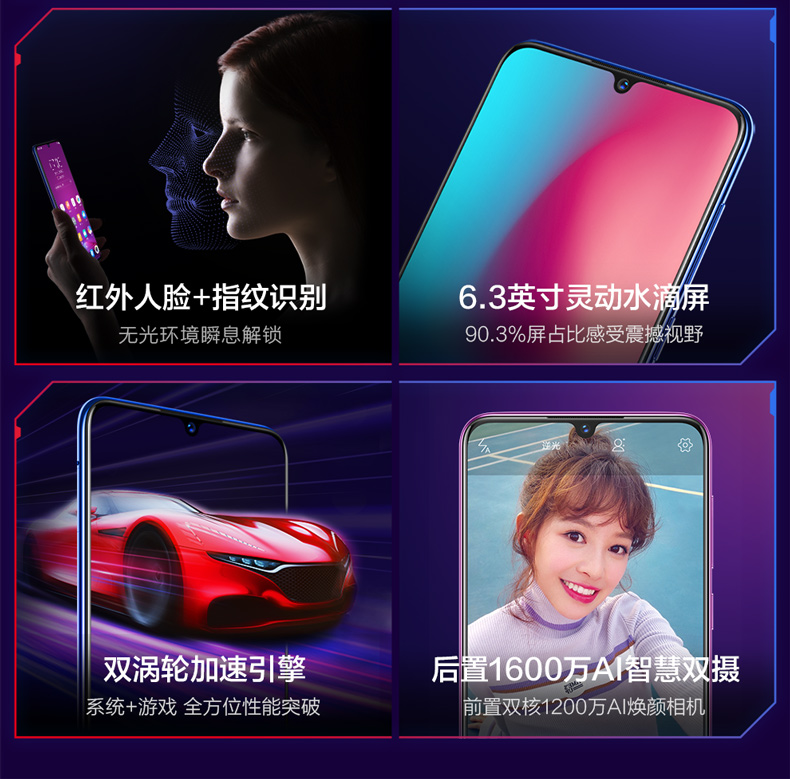 红外人脸+指纹识别
无光环境瞬息解锁
6.3英寸灵动水滴屏
90.3%屏占比感受震撼视野
双涡轮加速引擎
系统+游戏 全方位性能突破
逆光
后置1600万AI智慧双摄
前置双核1200万AI焕颜相机